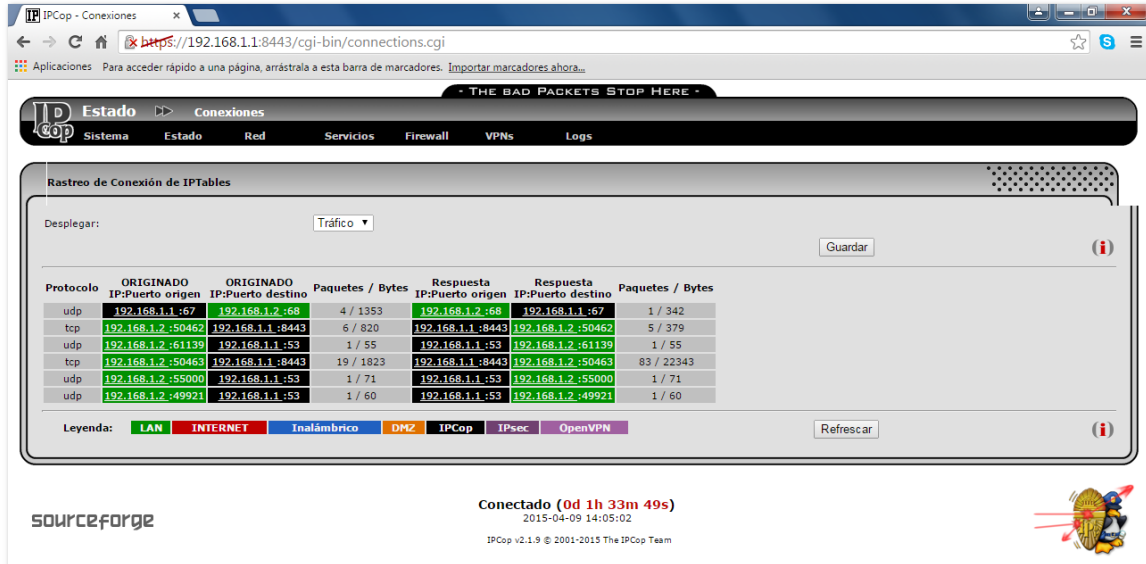 IPCop - Conexiones
https://192.168.1.1:8443/cgi-bin/connections.cgi
Aplicaciones Para acceder rápido a una página, arrástrala a esta barra de marcadores. Importar marcadores ahora...
- THE BAD PACKETS STOP HERE -
IP COP Estado Conexiones
Sistema Estado Red Servicios Firewall VPNs Logs
Rastreo de Conexión de IPTables
Desplegar: Tráfico
Guardar
Protocolo ORIGINADO IP:Puerto origen ORIGINADO IP:Puerto destino Paquetes / Bytes Respuesta IP:Puerto origen Respuesta IP:Puerto destino Paquetes / Bytes
udp 192.168.1.1 :67 192.168.1.2 :68 4 / 1353 192.168.1.2 :68 192.168.1.1 :67 1 / 342
tcp 192.168.1.2 :50462 192.168.1.1 :8443 6 / 820 192.168.1.1 :8443 192.168.1.2 :50462 5 / 379
udp 192.168.1.2 :61139 192.168.1.1 :53 1 / 55 192.168.1.1 :53 192.168.1.2 :61139 1 / 55
tcp 192.168.1.2 :50463 192.168.1.1 :8443 19 / 1823 192.168.1.1 :8443 192.168.1.2 :50463 83 / 22343
udp 192.168.1.2 :55000 192.168.1.1 :53 1 / 71 192.168.1.1 :53 192.168.1.2 :55000 1 / 71
udp 192.168.1.2 :49921 192.168.1.1 :53 1 / 60 192.168.1.1 :53 192.168.1.2 :49921 1 / 60
Leyenda: LAN INTERNET Inalámbrico DMZ IPCop IPsec OpenVPN
Refrescar
Conectado (0d 1h 33m 49s)
2015-04-09 14:05:02
sourceforge
IPCop v2.1.9 © 2001-2015 The IPCop Team